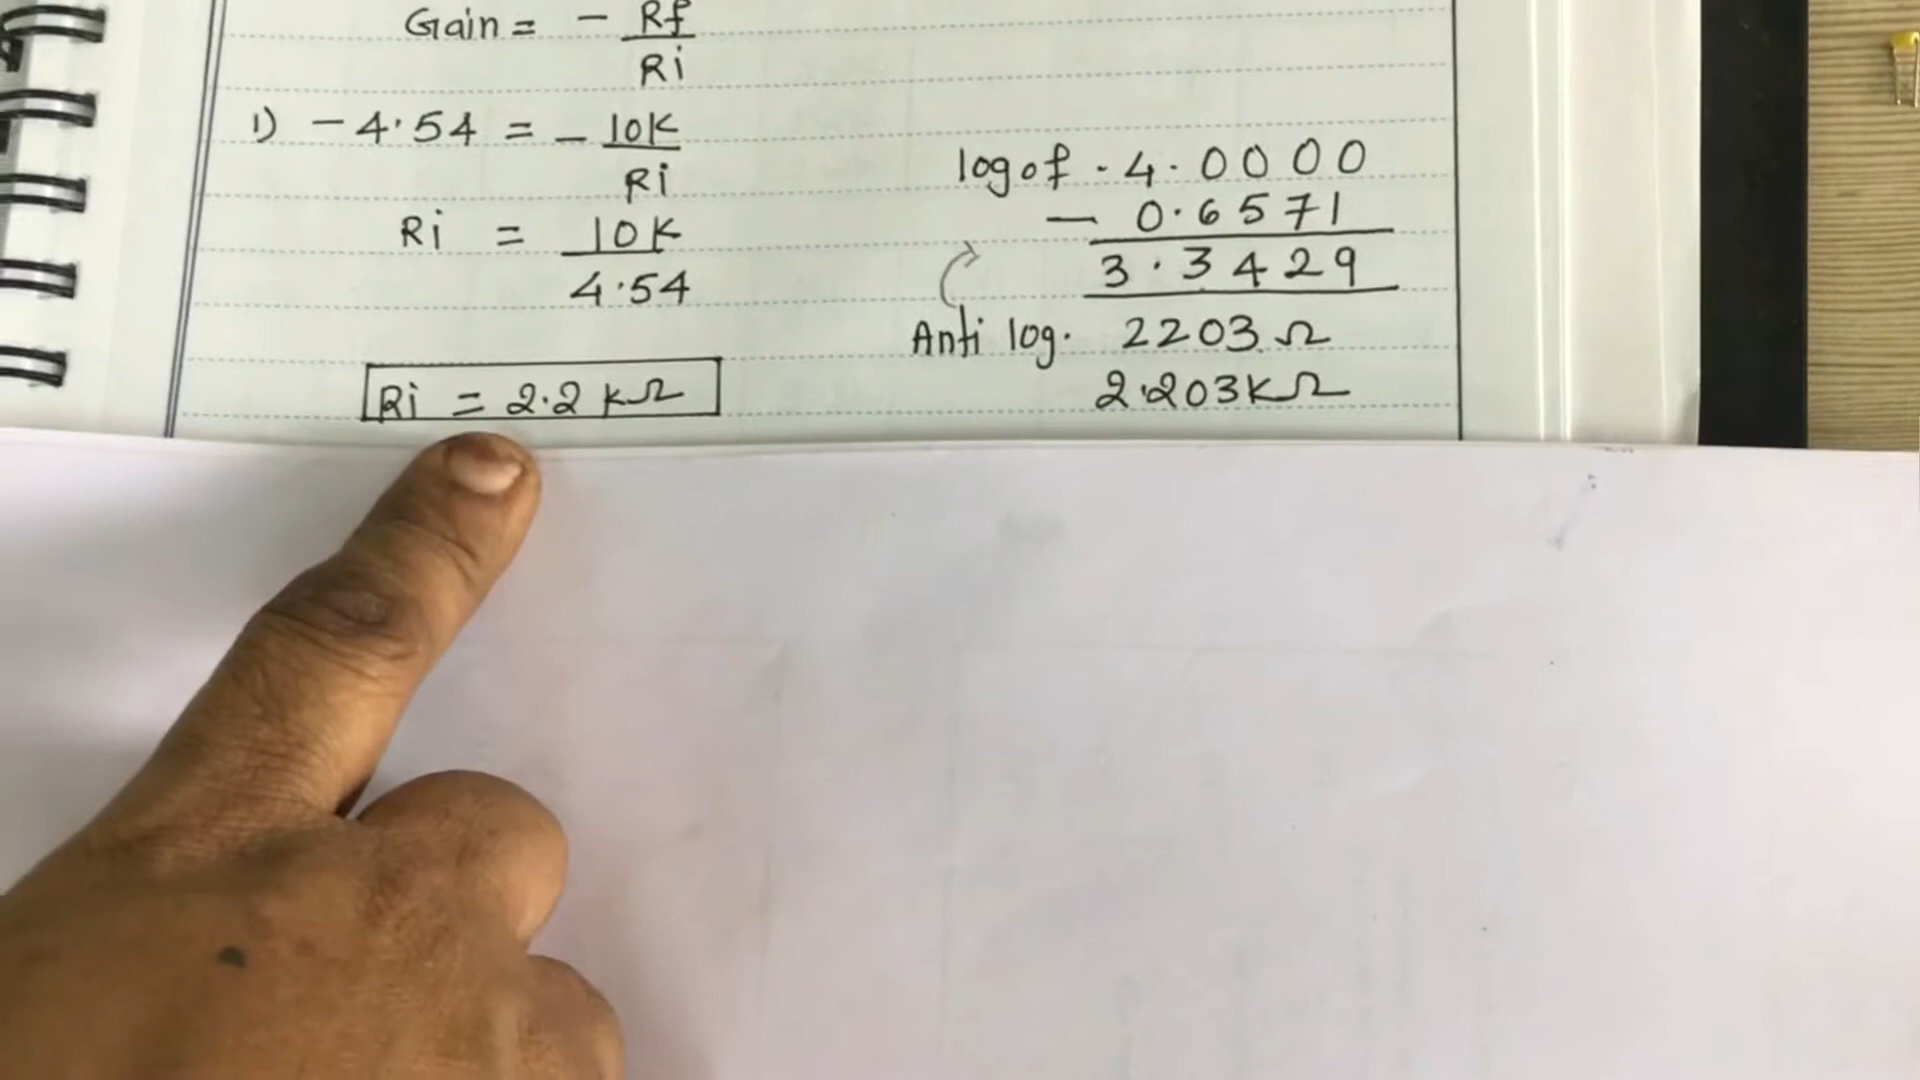 Gain = - Rf
Ri
1) - 4.54 = - 10K
Ri
Ri = 10K
4.54
Ri = 2.2 kΩ
log of . 4.0000
- 0.6571
3.3429
Anti log. 2203 Ω
2.203KΩ